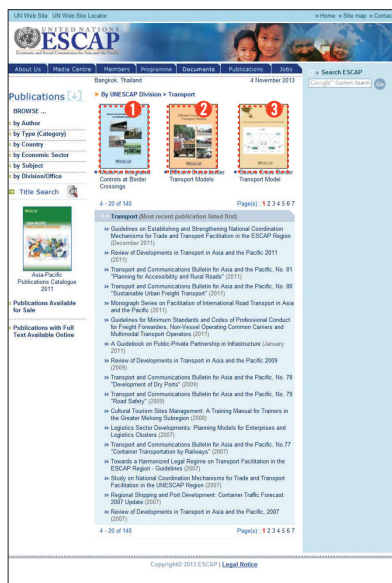 UN Web Site UN Web Site Locator
» Home » Site map » Contac
UNITED NATIONS
ESCAP
Economic and Social Commission for Asia and the Pacific
About Us Media Centre Members Programme Documents Publications Jobs
Bangkok, Thailand
4 November 2013
» Search ESCAP
Google™ Custom Search Go
Publications [↓]
BROWSE ...
by Author
by Type (Category)
by Country
by Economic Sector
by Subject
by Division/Office
Title Search
Asia-Pacific
Publications Catalogue
2011
Publications Available
for Sale
Publications with Full
Text Available Online
By UNESCAP Division > Transport
1 2 3
Controls at Border
Crossings
Efficient Cross-Border
Transport Models
Secure Cross Border
Transport Model
4 - 20 of 140
Page(s) : 1 2 3 4 5 6 7
Transport (Most recent publication listed first)
» Guidelines on Establishing and Strengthening National Coordination
Mechanisms for Trade and Transport Facilitation in the ESCAP Region
(December 2011)
» Review of Developments in Transport in Asia and the Pacific 2011
(2011)
» Transport and Communications Bulletin for Asia and the Pacific, No. 81
"Planning for Accessibility and Rural Roads" (2011)
» Transport and Communications Bulletin for Asia and the Pacific, No. 80
"Sustainable Urban Freight Transport" (2011)
» Monograph Series on Facilitation of International Road Transport in Asia
and the Pacific (2011)
» Guidelines for Minimum Standards and Codes of Professional Conduct
for Freight Forwarders, Non-Vessel Operating Common Carriers and
Multimodal Transport Operators (2011)
» A Guidebook on Public-Private Partnership in Infrastructure (January
2011)
» Review of Developments in Transport in Asia and the Pacific 2009
(2009)
» Transport and Communications Bulletin for Asia and the Pacific, No. 78
"Development of Dry Ports" (2009)
» Transport and Communications Bulletin for Asia and the Pacific, No. 79
"Road Safety" (2009)
» Cultural Tourism Sites Management: A Training Manual for Trainers in
the Greater Mekong Subregion (2008)
» Logistics Sector Developments: Planning Models for Enterprises and
Logistics Clusters (2007)
» Transport and Communications Bulletin for Asia and the Pacific, No.77
"Container Transportation by Railways" (2007)
» Towards a Harmonized Legal Regime on Transport Facilitation in the
ESCAP Region - Guidelines (2007)
» Study on National Coordination Mechanisms for Trade and Transport
Facilitation in the UNESCAP Region (2007)
» Regional Shipping and Port Development: Container Traffic Forecast
2007 Update (2007)
» Review of Developments in Transport in Asia and the Pacific, 2007
(2007)
4 - 20 of 140
Page(s) : 1 2 3 4 5 6 7
Copyright© 2013 ESCAP | Legal Notice